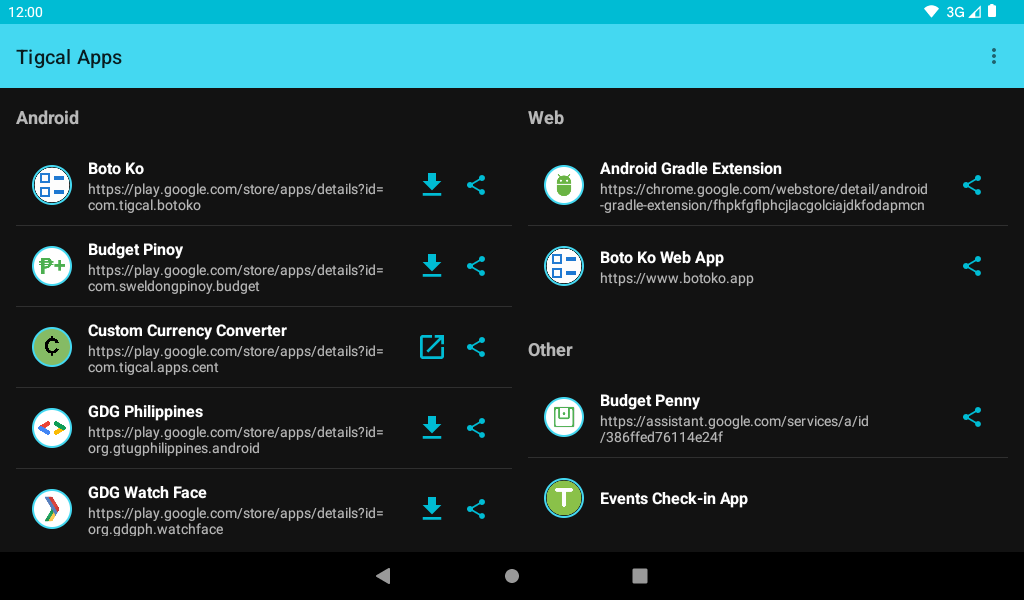 12:00
3G
Tigcal Apps
Android
Boto Ko
https://play.google.com/store/apps/details?id=
com.tigcal.botoko
Budget Pinoy
https://play.google.com/store/apps/details?id=
com.sweldongpinoy.budget
Custom Currency Converter
https://play.google.com/store/apps/details?id=
com.tigcal.apps.cent
GDG Philippines
https://play.google.com/store/apps/details?id=
org.gtugphilippines.android
GDG Watch Face
https://play.google.com/store/apps/details?id=
org.gdgph.watchface
Web
Android Gradle Extension
https://chrome.google.com/webstore/detail/android
-gradle-extension/fhpkfgflphcjlacgolciajdkfodapmcn
Boto Ko Web App
https://www.botoko.app
Other
Budget Penny
https://assistant.google.com/services/a/id
/386ffed76114e24f
T
Events Check-in App